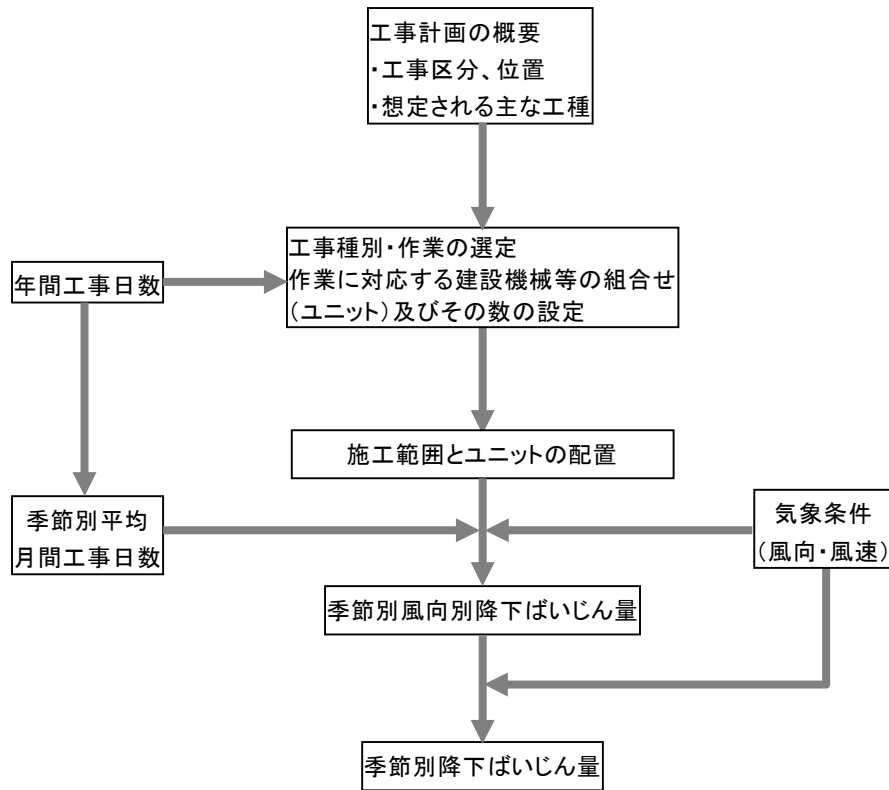 工事計画の概要
・工事区分、位置
・想定される主な工種
工事種別・作業の選定
作業に対応する建設機械等の組合せ
（ユニット）及びその数の設定
年間工事日数
施工範囲とユニットの配置
季節別平均
月間工事日数
気象条件
（風向・風速）
季節別風向別降下ばいじん量
季節別降下ばいじん量